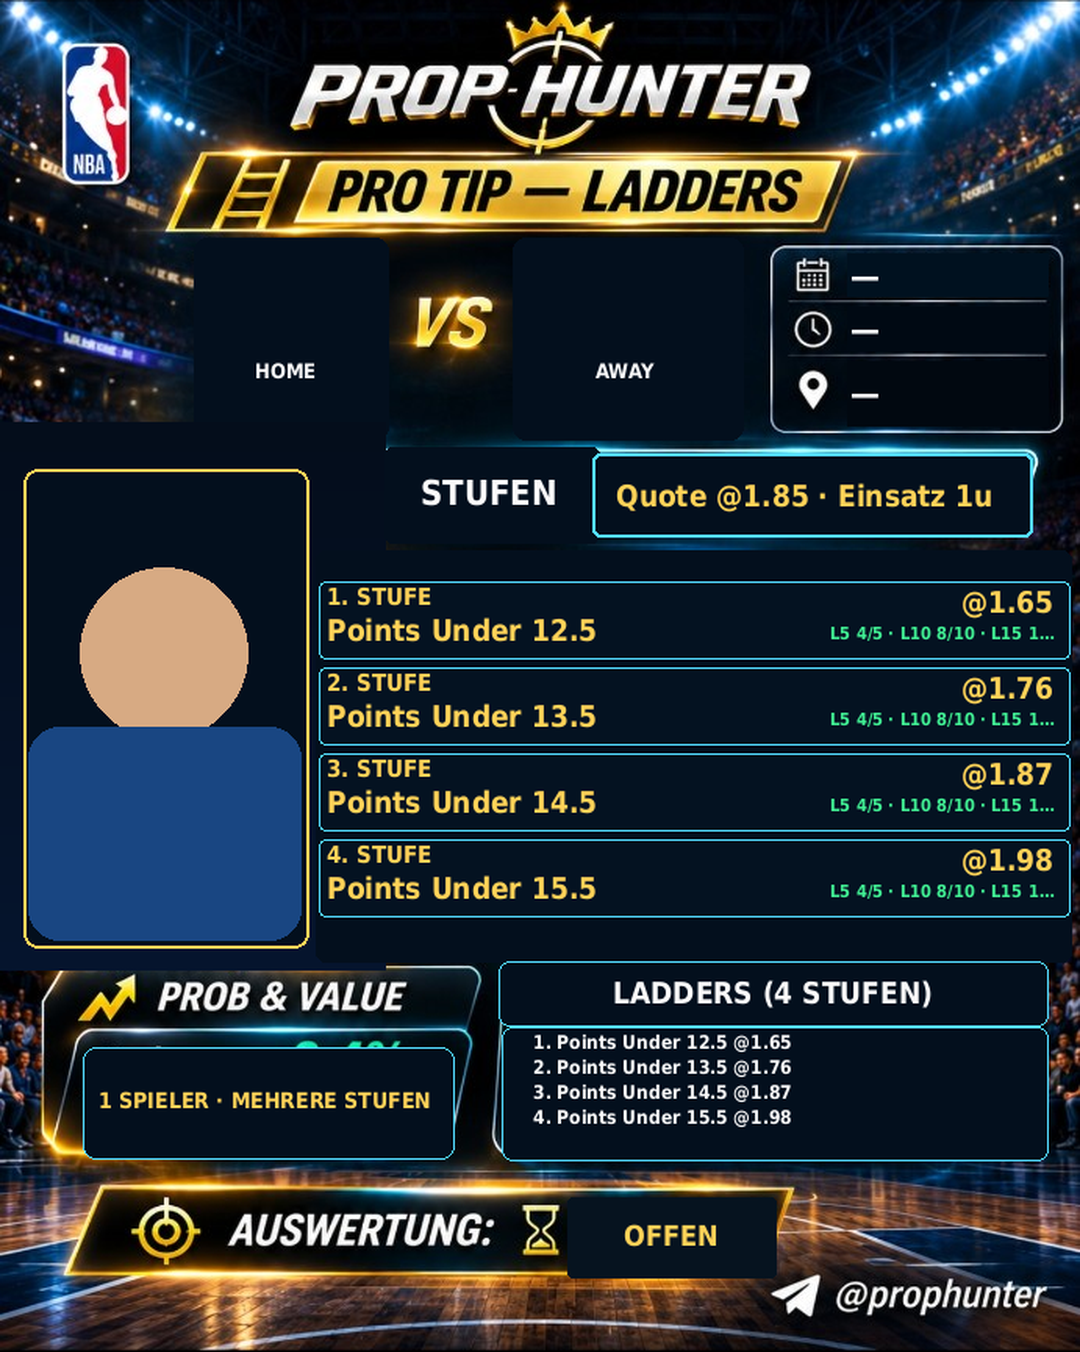 PROP-HUNTER
NBA
PRO TIP — LADDERS
HOME
VS
AWAY
—
—
—
STUFEN
Quote @1.85 · Einsatz 1u
1. STUFE
@1.65
Points Under 12.5
L5 4/5 · L10 8/10 · L15 1...
2. STUFE
@1.76
Points Under 13.5
L5 4/5 · L10 8/10 · L15 1...
3. STUFE
@1.87
Points Under 14.5
L5 4/5 · L10 8/10 · L15 1...
4. STUFE
@1.98
Points Under 15.5
L5 4/5 · L10 8/10 · L15 1...
PROB & VALUE
1 SPIELER · MEHRERE STUFEN
LADDERS (4 STUFEN)
1. Points Under 12.5 @1.65
2. Points Under 13.5 @1.76
3. Points Under 14.5 @1.87
4. Points Under 15.5 @1.98
AUSWERTUNG:
OFFEN
@prophunter